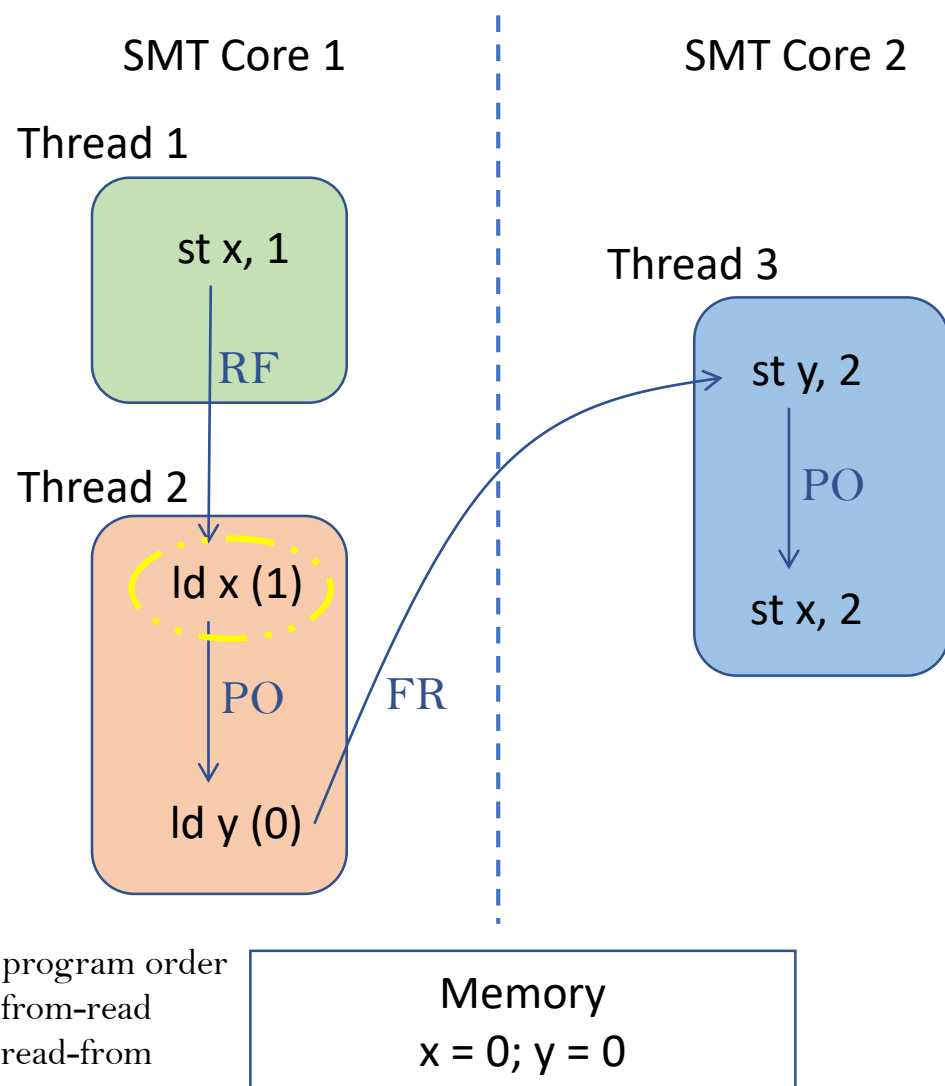 SMT Core 1
SMT Core 2
Thread 1
st x, 1
RF
Thread 2
ld x (1)
PO
ld y (0)
FR
Thread 3
st y, 2
PO
st x, 2
program order
from-read
read-from
Memory
x = 0; y = 0